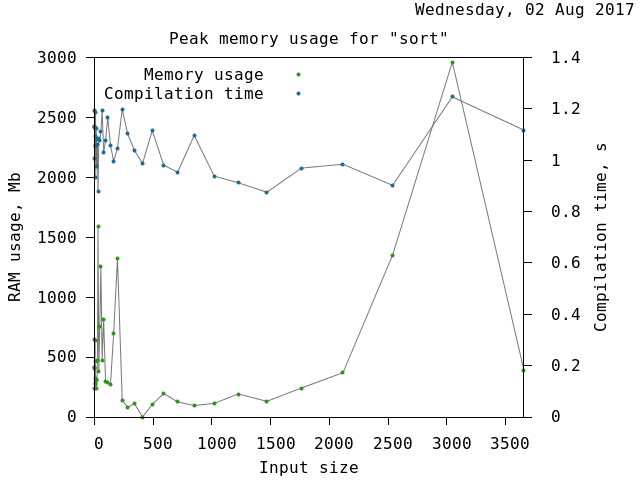 Wednesday, 02 Aug 2017
Peak memory usage for "sort"
Memory usage
Compilation time
3000
2500
2000
1500
1000
500
0
RAM usage, Mb
1.4
1.2
1
0.8
0.6
0.4
0.2
0
Compilation time, s
0 500 1000 1500 2000 2500 3000 3500
Input size